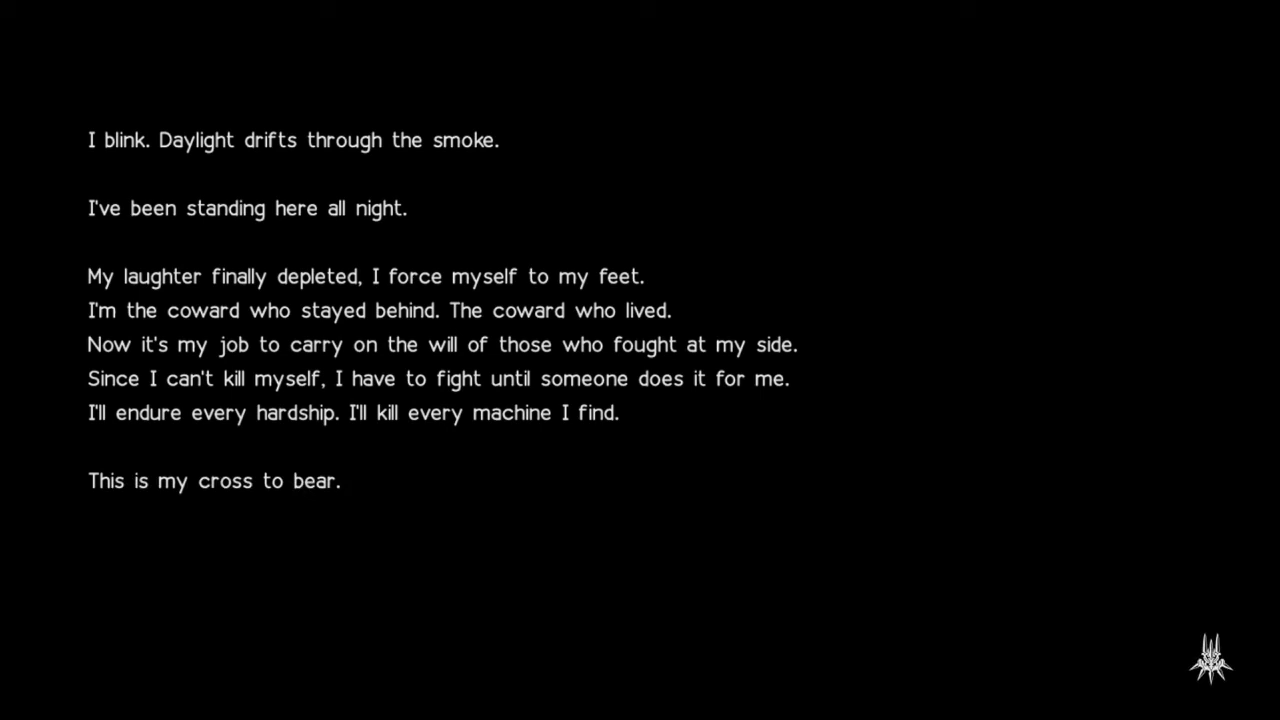 I blink. Daylight drifts through the smoke.
I've been standing here all night.
My laughter finally depleted, I force myself to my feet.
I'm the coward who stayed behind. The coward who lived.
Now it's my job to carry on the will of those who fought at my side.
Since I can't kill myself, I have to fight until someone does it for me.
I'll endure every hardship. I'll kill every machine I find.
This is my cross to bear.